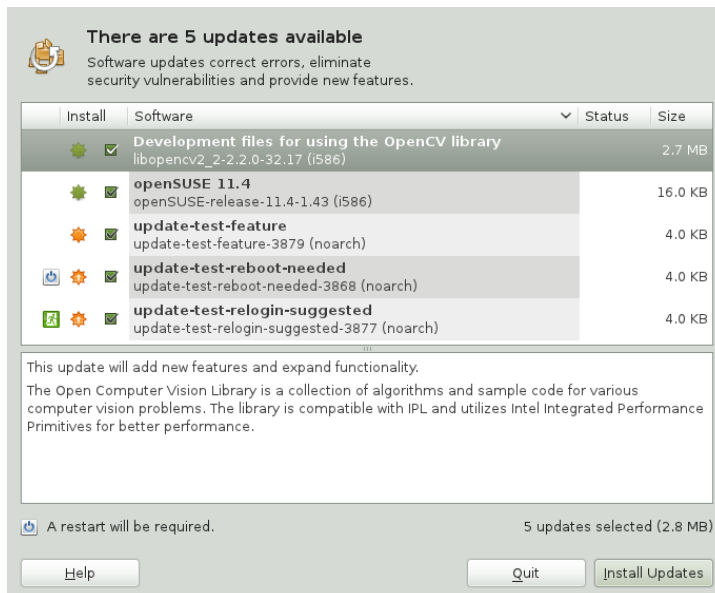 There are 5 updates available
Software updates correct errors, eliminate
security vulnerabilities and provide new features.
Install Software Status Size
Development files for using the OpenCV library
libopencv2_2-2.2.0-32.17 (i586) 2.7 MB
openSUSE 11.4
openSUSE-release-11.4-1.43 (i586) 16.0 KB
update-test-feature
update-test-feature-3879 (noarch) 4.0 KB
update-test-reboot-needed
update-test-reboot-needed-3868 (noarch) 4.0 KB
update-test-relogin-suggested
update-test-relogin-suggested-3877 (noarch) 4.0 KB
This update will add new features and expand functionality.
The Open Computer Vision Library is a collection of algorithms and sample code for various
computer vision problems. The library is compatible with IPL and utilizes Intel Integrated Performance
Primitives for better performance.
A restart will be required. 5 updates selected (2.8 MB)
Help Quit Install Updates